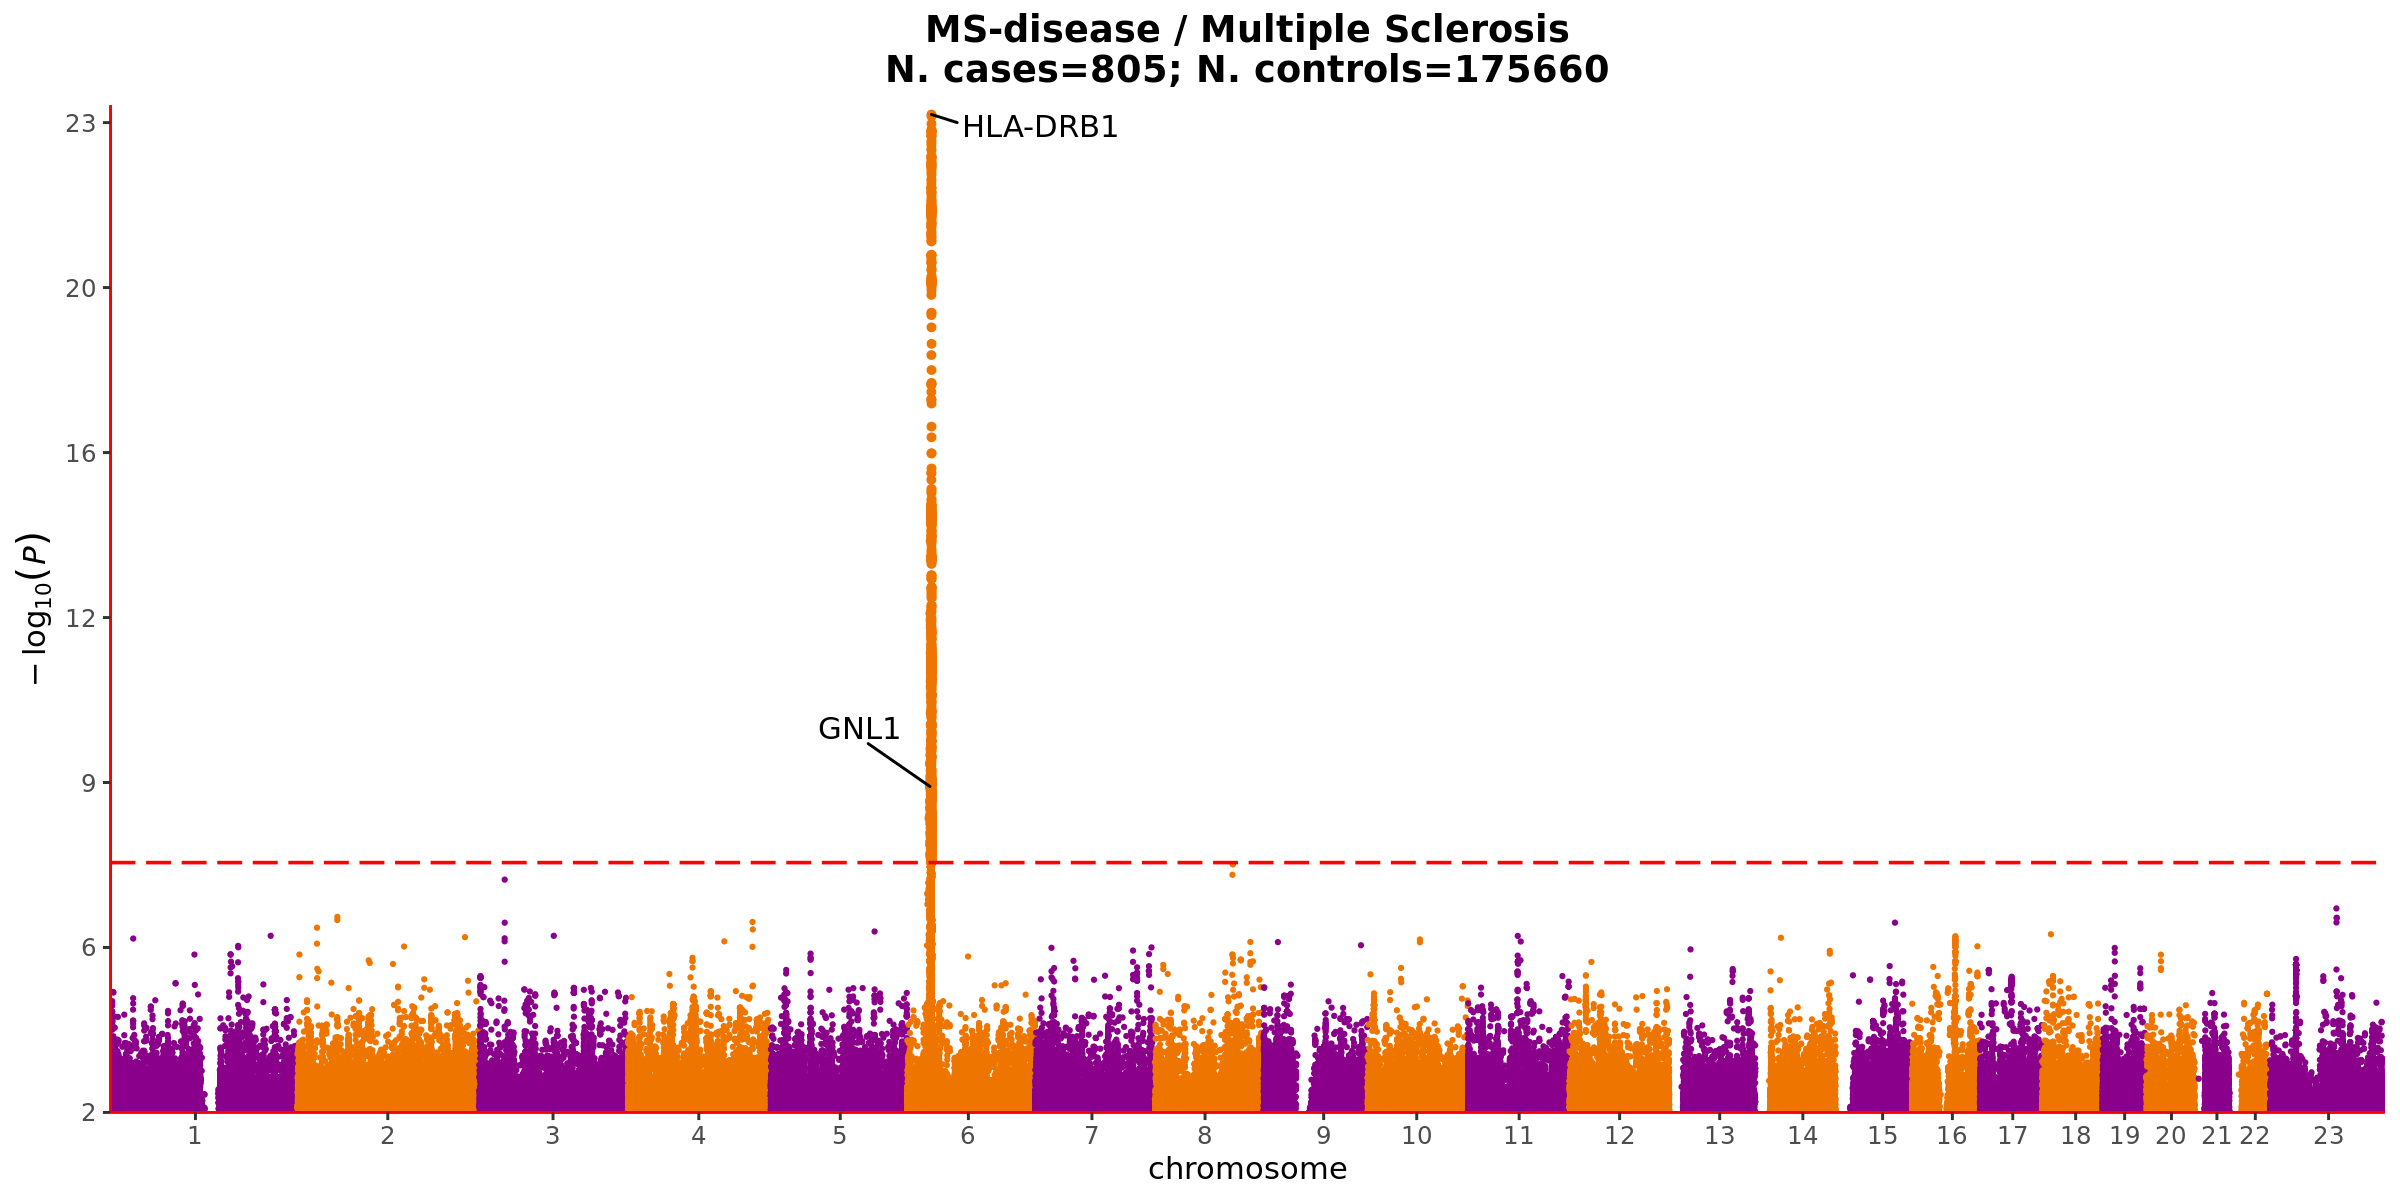 MS-disease / Multiple Sclerosis
N. cases=805; N. controls=175660
23
HLA-DRB1
20
16
12
GNL1
9
6
2
−log₁₀(P)
1 2 3 4 5 6 7 8 9 10 11 12 13 14 15 16 17 18 19 20 21 22 23
chromosome